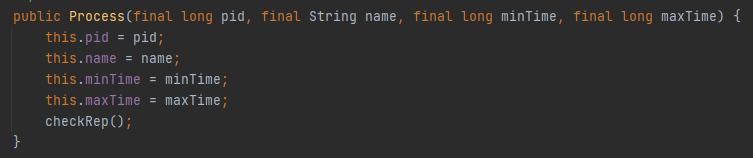 public Process(final long pid, final String name, final long minTime, final long maxTime) {
    this.pid = pid;
    this.name = name;
    this.minTime = minTime;
    this.maxTime = maxTime;
    checkRep();
}